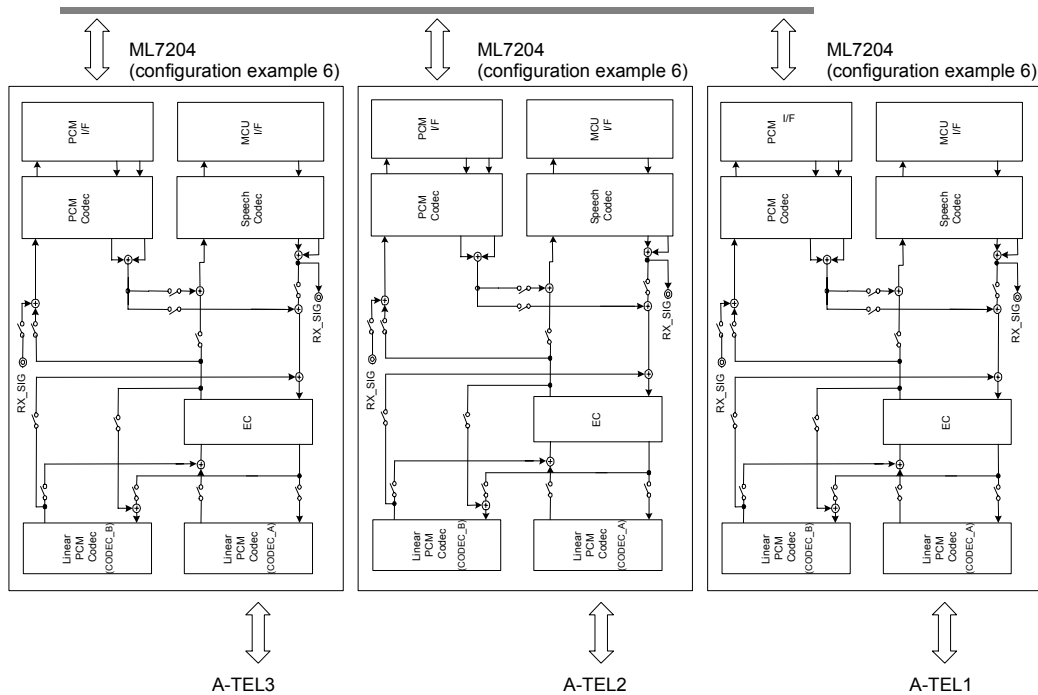 ML7204
(configuration example 6)
PCM
I/F
MCU
I/F
PCM
Codec
Speech
Codec
RX_SIG
RX_SIG
EC
Linear
PCM
Codec
(CODEC_B)
Linear
PCM
Codec
(CODEC_A)
A-TEL3
ML7204
(configuration example 6)
PCM
I/F
MCU
I/F
PCM
Codec
Speech
Codec
RX_SIG
RX_SIG
EC
Linear
PCM
Codec
(CODEC_B)
Linear
PCM
Codec
(CODEC_A)
A-TEL2
ML7204
(configuration example 6)
PCM
I/F
MCU
I/F
PCM
Codec
Speech
Codec
RX_SIG
RX_SIG
EC
Linear
PCM
Codec
(CODEC_B)
Linear
PCM
Codec
(CODEC_A)
A-TEL1